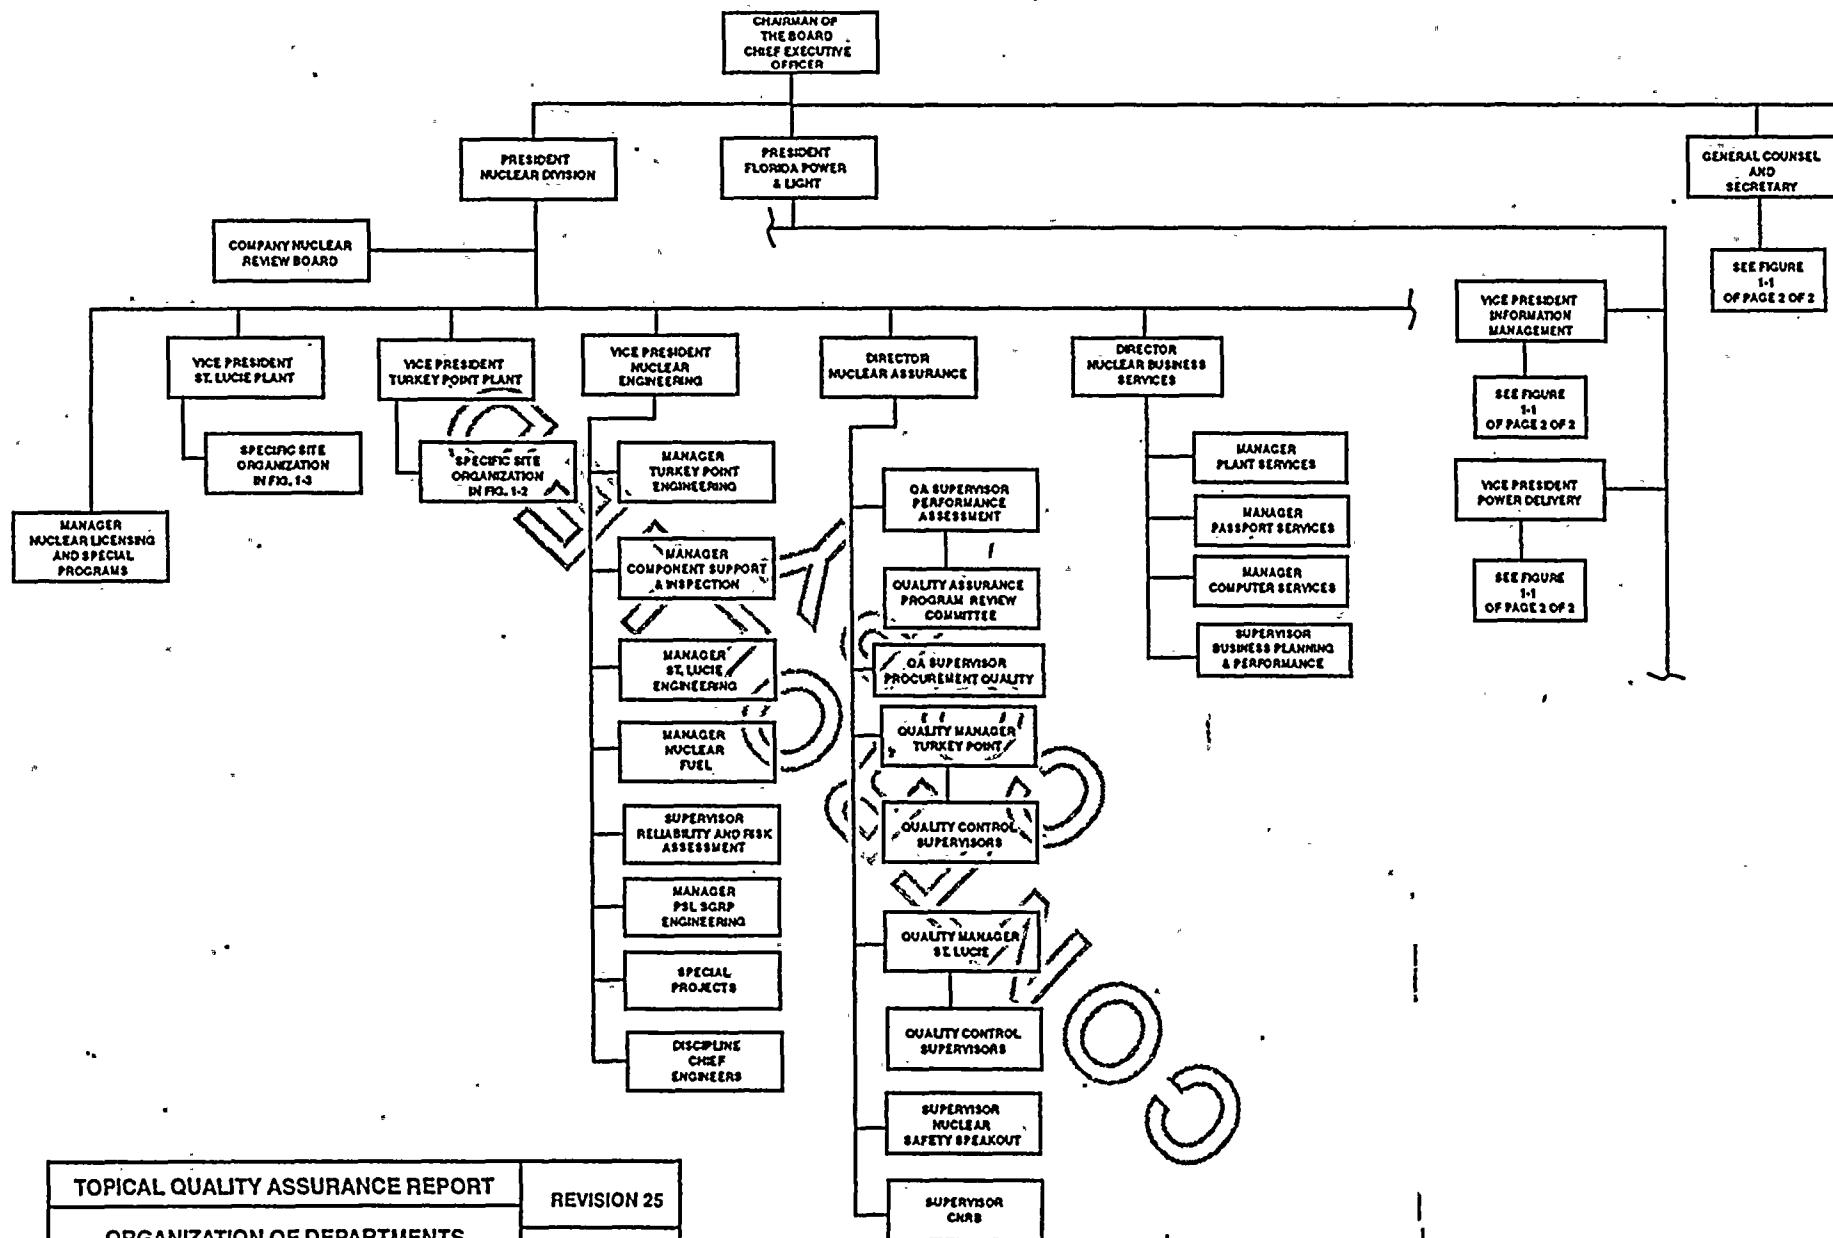 CHAIRMAN OF
THE BOARD
CHIEF EXECUTIVE
OFFICER
PRESIDENT
NUCLEAR DIVISION
PRESIDENT
FLORIDA POWER
& LIGHT
GENERAL COUNSEL
AND
SECRETARY
COMPANY NUCLEAR
REVIEW BOARD
SEE FIGURE
1-1
OF PAGE 2 OF 2
VICE PRESIDENT
INFORMATION
MANAGEMENT
SEE FIGURE
1-1
OF PAGE 2 OF 2
VICE PRESIDENT
POWER DELIVERY
SEE FIGURE
1-1
OF PAGE 2 OF 2
MANAGER
NUCLEAR LICENSING
AND SPECIAL
PROGRAMS
VICE PRESIDENT
ST. LUCIE PLANT
SPECIFIC SITE
ORGANIZATION
IN FIG. 1-3
VICE PRESIDENT
TURKEY POINT PLANT
SPECIFIC SITE
ORGANIZATION
IN FIG. 1-2
VICE PRESIDENT
NUCLEAR
ENGINEERING
MANAGER
TURKEY POINT
ENGINEERING
MANAGER
COMPONENT SUPPORT
& INSPECTION
MANAGER
ST. LUCIE
ENGINEERING
MANAGER
NUCLEAR
FUEL
SUPERVISOR
RELIABILITY AND RISK
ASSESSMENT
MANAGER
PSL SGRP
ENGINEERING
SPECIAL
PROJECTS
DISCIPLINE
CHIEF
ENGINEERS
DIRECTOR
NUCLEAR ASSURANCE
QA SUPERVISOR
PERFORMANCE
ASSESSMENT
QUALITY ASSURANCE
PROGRAM REVIEW
COMMITTEE
QA SUPERVISOR
PROCUREMENT QUALITY
QUALITY MANAGER
TURKEY POINT
QUALITY CONTROL
SUPERVISORS
QUALITY MANAGER
ST. LUCIE
QUALITY CONTROL
SUPERVISORS
SUPERVISOR
NUCLEAR
SAFETY SPEAKOUT
SUPERVISOR
CNRB
DIRECTOR
NUCLEAR BUSINESS
SERVICES
MANAGER
PLANT SERVICES
MANAGER
PASSPORT SERVICES
MANAGER
COMPUTER SERVICES
SUPERVISOR
BUSINESS PLANNING
& PERFORMANCE
TOPICAL QUALITY ASSURANCE REPORT
REVISION 25
ORGANIZATION OF DEPARTMENTS